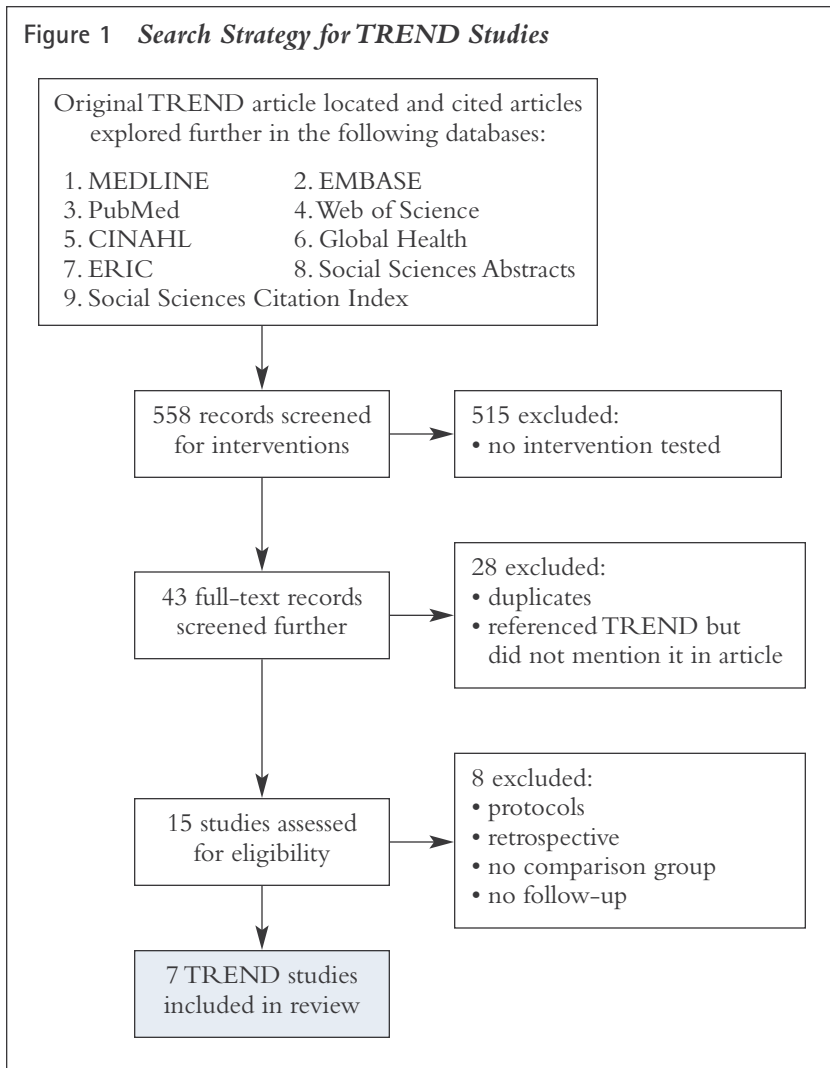 Figure 1 Search Strategy for TREND Studies
Original TREND article located and cited articles
explored further in the following databases:
1. MEDLINE 2. EMBASE
3. PubMed 4. Web of Science
5. CINAHL 6. Global Health
7. ERIC 8. Social Sciences Abstracts
9. Social Sciences Citation Index
558 records screened
for interventions
515 excluded:
• no intervention tested
43 full-text records
screened further
28 excluded:
• duplicates
• referenced TREND but
did not mention it in article
15 studies assessed
for eligibility
8 excluded:
• protocols
• retrospective
• no comparison group
• no follow-up
7 TREND studies
included in review